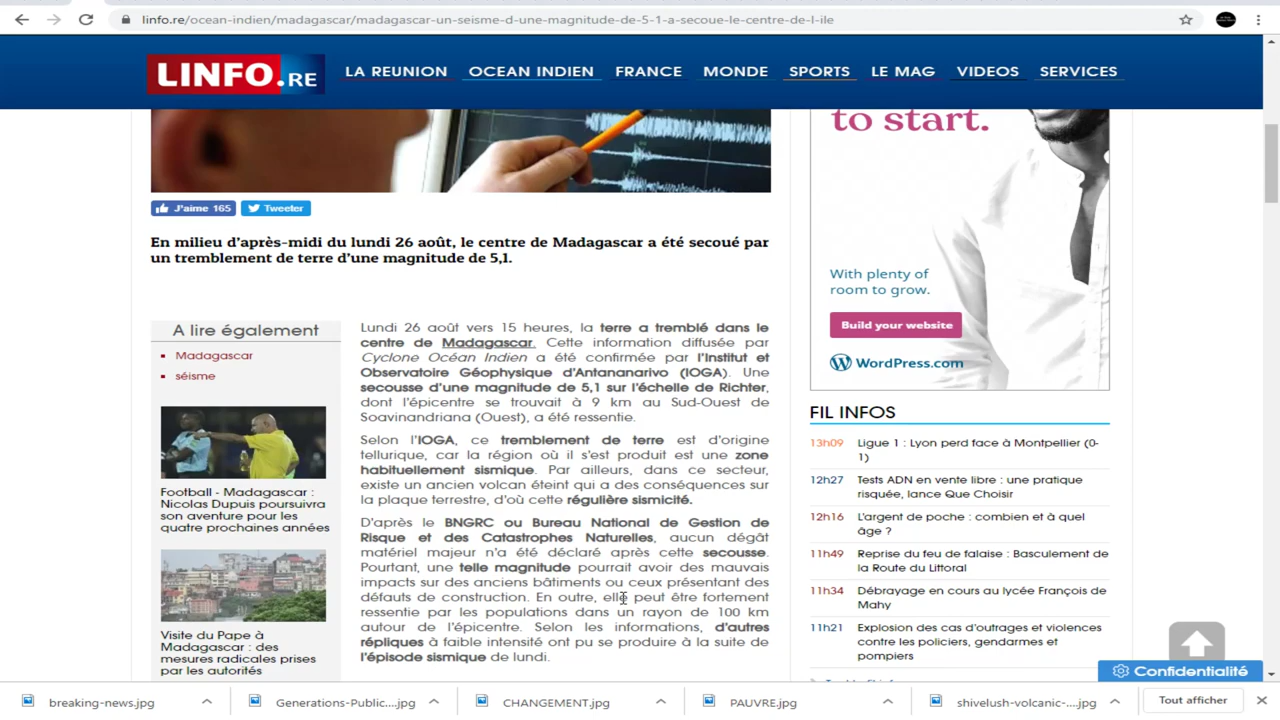 linfo.re/ocean-indien/madagascar/madagascar-un-seisme-d-une-magnitude-de-5-1-a-secoue-le-centre-de-l-ile
LINFO.RE
LA REUNION
OCEAN INDIEN
FRANCE
MONDE
SPORTS
LE MAG
VIDEOS
SERVICES
J'aime 165
Tweeter
En milieu d'après-midi du lundi 26 août, le centre de Madagascar a été secoué par
un tremblement de terre d'une magnitude de 5,1.
A lire également
Madagascar
séisme
Football - Madagascar :
Nicolas Dupuis poursuivra
son aventure pour les
quatre prochaines années
Visite du Pape à
Madagascar : des
mesures radicales prises
par les autorités
Lundi 26 août vers 15 heures, la terre a tremblé dans le
centre de Madagascar. Cette information diffusée par
Cyclone Océan Indien a été confirmée par l'Institut et
Observatoire Géophysique d'Antananarivo (IOGA). Une
secousse d'une magnitude de 5,1 sur l'échelle de Richter,
dont l'épicentre se trouvait à 9 km au Sud-Ouest de
Soavinandriana (Ouest), a été ressentie.
Selon l'IOGA, ce tremblement de terre est d'origine
tellurique, car la région où il s'est produit est une zone
habituellement sismique. Par ailleurs, dans ce secteur,
existe un ancien volcan éteint qui a des conséquences sur
la plaque terrestre, d'où cette régulière sismicité.
D'après le BNGRC ou Bureau National de Gestion de
Risque et des Catastrophes Naturelles, aucun dégât
matériel majeur n'a été déclaré après cette secousse.
Pourtant, une telle magnitude pourrait avoir des mauvais
impacts sur des anciens bâtiments ou ceux présentant des
défauts de construction. En outre, elle peut être fortement
ressentie par les populations dans un rayon de 100 km
autour de l'épicentre. Selon les informations, d'autres
répliques à faible intensité ont pu se produire à la suite de
l'épisode sismique de lundi.
to start.
With plenty of
room to grow.
Build your website
WordPress.com
FIL INFOS
13h09 Ligue 1 : Lyon perd face à Montpellier (0-
1)
12h27 Tests ADN en vente libre : une pratique
risquée, lance Que Choisir
12h16 L'argent de poche : combien et à quel
âge ?
11h49 Reprise du feu de falaise : Basculement de
la Route du Littoral
11h34 Débrayage en cours au lycée François de
Mahy
11h21 Explosion des cas d'outrages et violences
contre les policiers, gendarmes et
pompiers
Confidentialité
breaking-news.jpg
Generations-Public....jpg
CHANGEMENT.jpg
PAUVRE.jpg
shivelush-volcanic-....jpg
Tout afficher